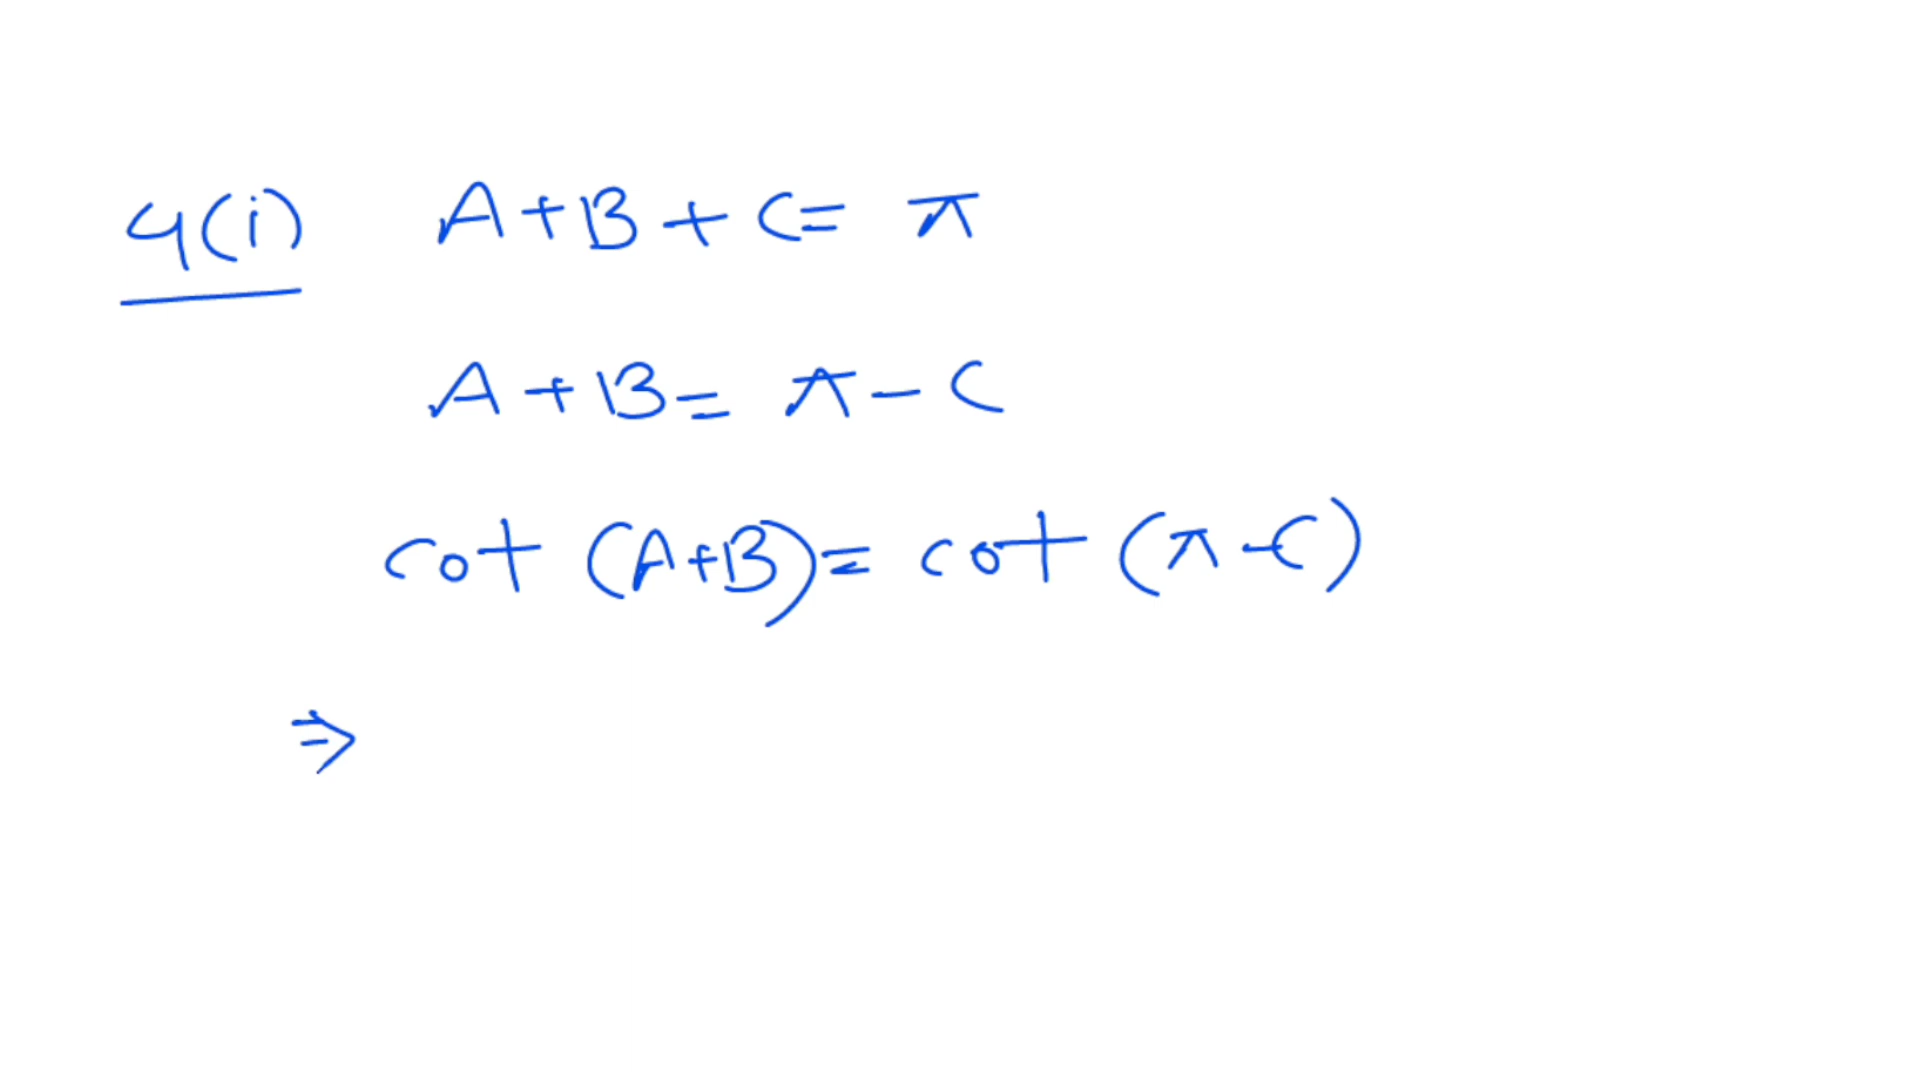 4(i) A+B+C= π
A+B= π-C
cot (A+B)= cot (π-C)
⇒